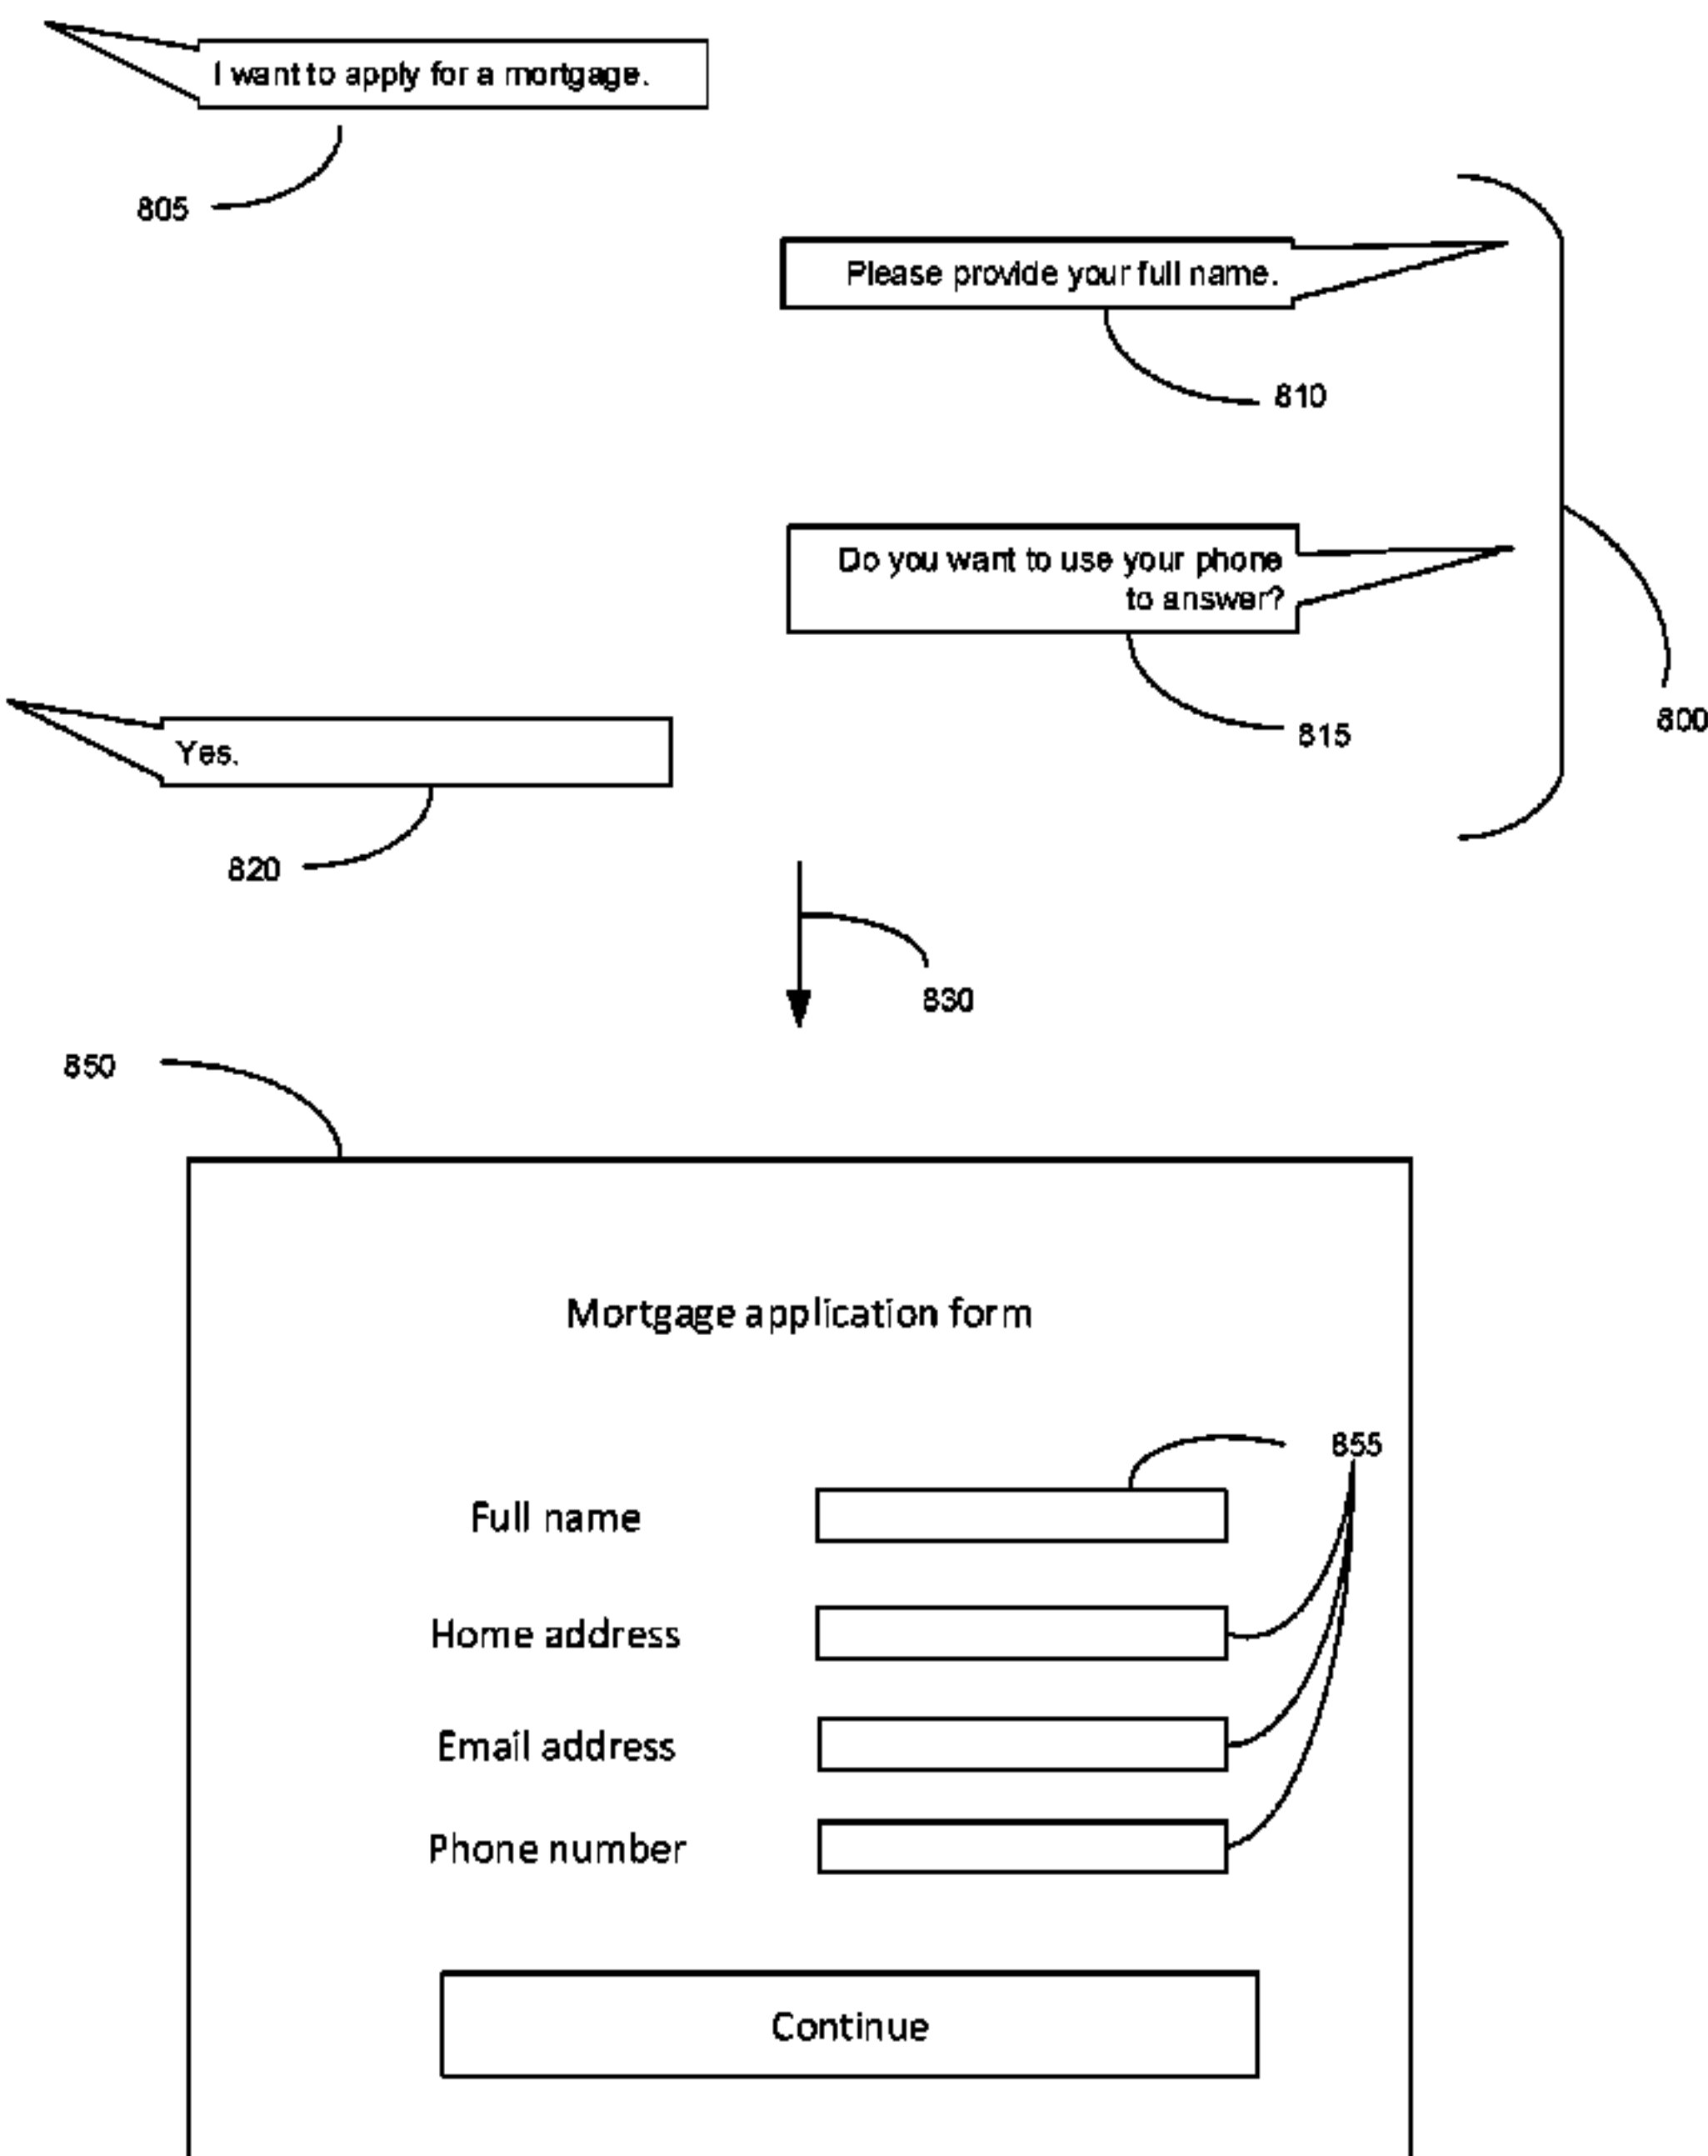 I want to apply for a mortgage.
805
Please provide your full name.
810
Do you want to use your phone
to answer?
815
800
Yes.
820
830
850
Mortgage application form
855
Full name
Home address
Email address
Phone number
Continue